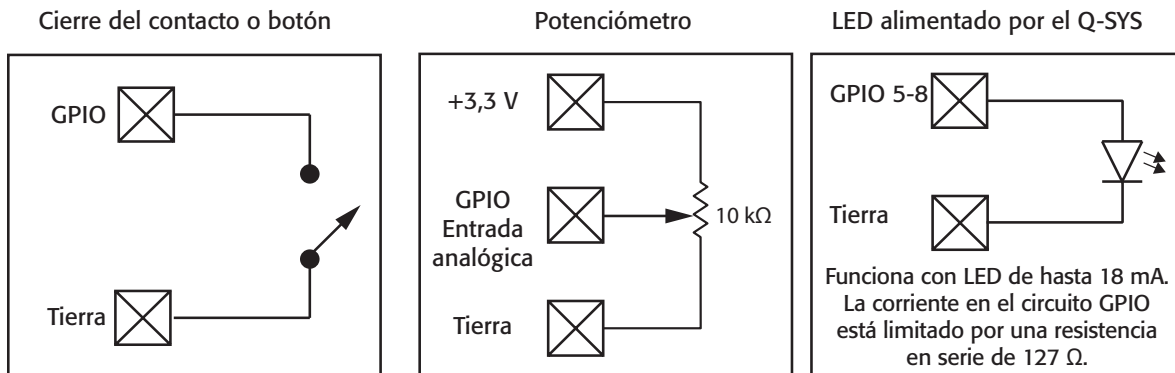 Cierre del contacto o botón
GPIO
Tierra
Potenciómetro
+3,3 V
GPIO
Entrada
analógica
10 kΩ
Tierra
LED alimentado por el Q-SYS
GPIO 5-8
Tierra
Funciona con LED de hasta 18 mA.
La corriente en el circuito GPIO
está limitado por una resistencia
en serie de 127 Ω.